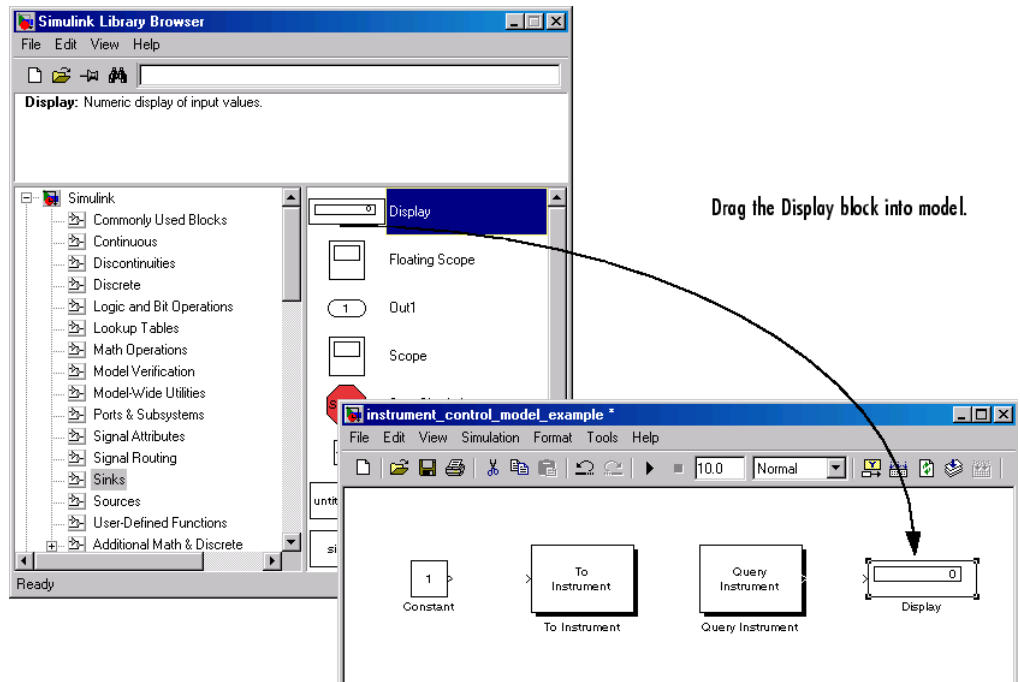 Simulink Library Browser
File Edit View Help
Display: Numeric display of input values.
Simulink
Commonly Used Blocks
Continuous
Discontinuities
Discrete
Logic and Bit Operations
Lookup Tables
Math Operations
Model Verification
Model-Wide Utilities
Ports & Subsystems
Signal Attributes
Signal Routing
Sinks
Sources
User-Defined Functions
Additional Math & Discrete
Ready
0 Display
Floating Scope
1 Out1
Scope
Drag the Display block into model.
instrument_control_model_example *
File Edit View Simulation Format Tools Help
10.0 Normal
1
Constant
To
Instrument
To Instrument
Query
Instrument
Query Instrument
0
Display